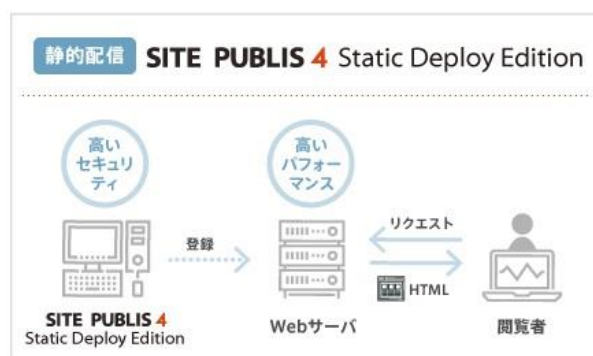 静的配信 SITE PUBLIS 4 Static Deploy Edition
高い
セキュリ
ティ
高い
パフォー
マンス
登録
リクエスト
HTML
SITE PUBLIS 4
Static Deploy Edition
Webサーバ
閲覧者